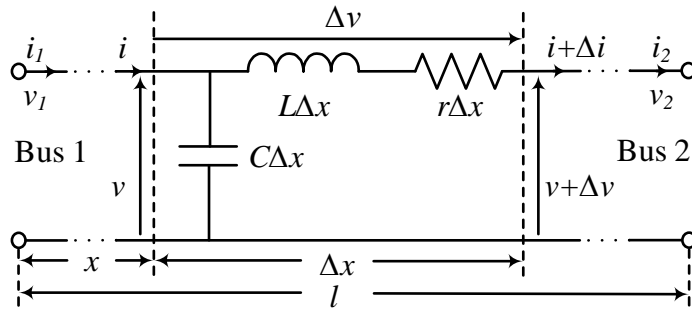 Δv
i₁ i i+Δi i₂
v₁ LΔx rΔx v₂
Bus 1 CΔx Bus 2
v v+Δv
x Δx
l